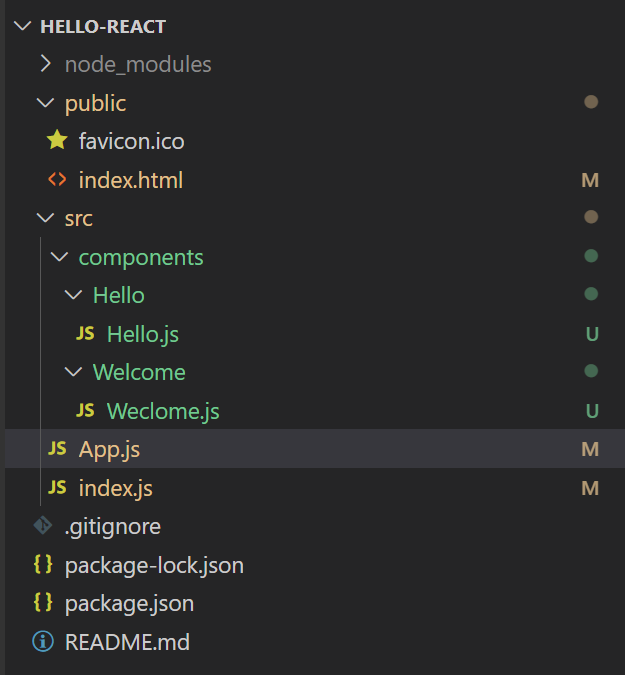 HELLO-REACT
node_modules
public
favicon.ico
<> index.html M
src
components
Hello
JS Hello.js U
Welcome
JS Weclome.js U
JS App.js M
JS index.js M
.gitignore
{} package-lock.json
{} package.json
README.md